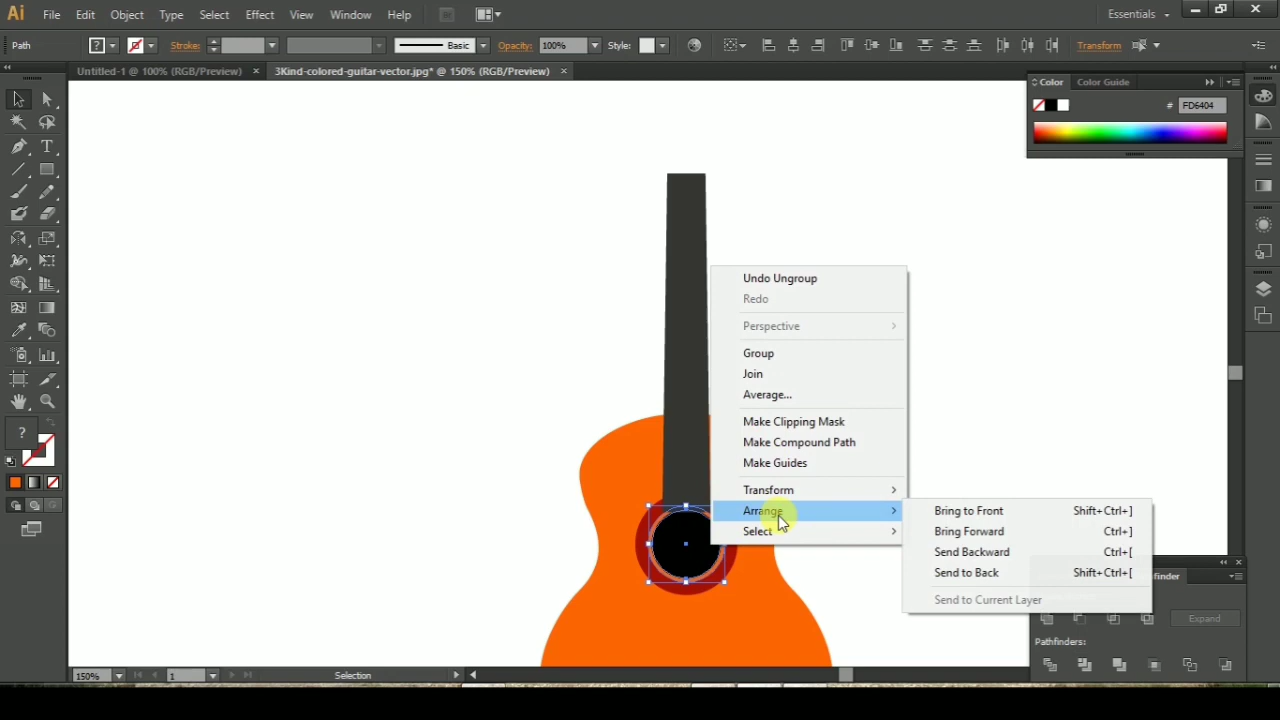 Ai File Edit Object Type Select Effect View Window Help Essentials
Path ? Stroke: Basic Opacity: 100% Style: Transform
Untitled-1 @ 100% (RGB/Preview) × 3Kind-colored-guitar-vector.jpg* @ 150% (RGB/Preview) ×
Color Color Guide
# FD6404
T
Undo Ungroup
Redo
Perspective
Group
Join
Average...
Make Clipping Mask
Make Compound Path
Make Guides
Transform
Arrange
Select
Bring to Front Shift+Ctrl+]
Bring Forward Ctrl+]
Send Backward Ctrl+[
Send to Back Shift+Ctrl+[
Send to Current Layer
?
finder
Expand
Pathfinders:
150% 1 Selection